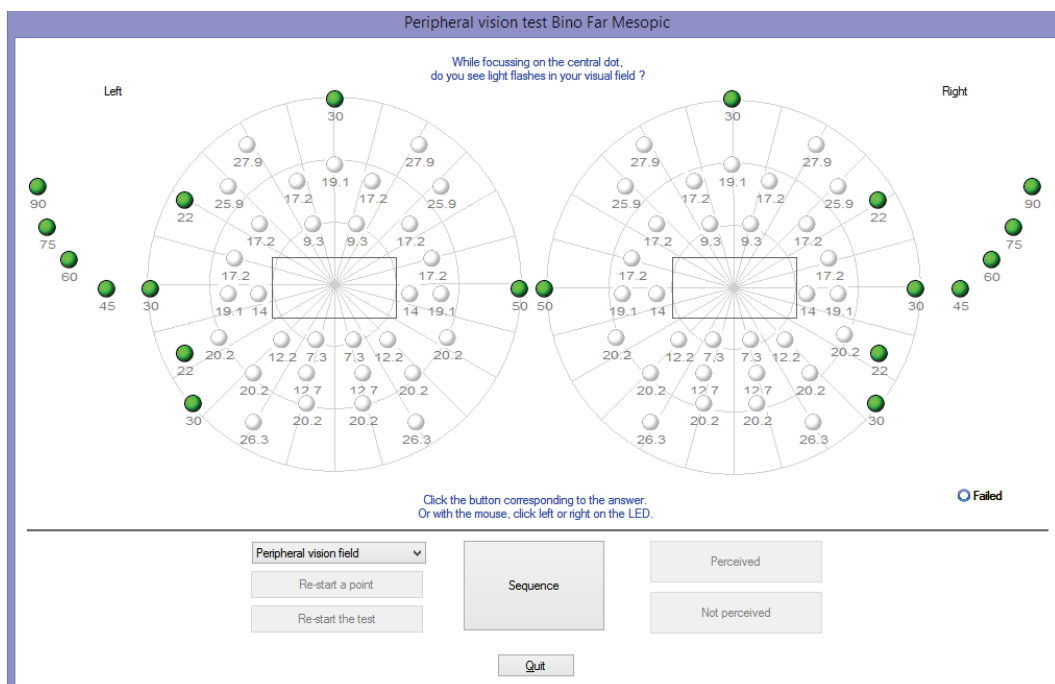 Peripheral vision test Bino Far Mesopic
While focussing on the central dot,
do you see light flashes in your visual field ?
Left Right
30 30
27.9 27.9 27.9 27.9
19.1 19.1
17.2 17.2 17.2 17.2
90 25.9 25.9 25.9 25.9 90
22 22
75 17.2 9.3 9.3 17.2 17.2 9.3 9.3 17.2 75
60 17.2 17.2 17.2 17.2 60
45 30 19.1 14 14 19.1 50 50 19.1 14 14 19.1 30 45
20.2 12.2 7.3 7.3 12.2 20.2 20.2 12.2 7.3 7.3 12.2 20.2
22 22
20.2 12.7 12.7 20.2 20.2 12.7 12.7 20.2
30 20.2 20.2 20.2 20.2 30
26.3 26.3 26.3 26.3
Failed
Click the button corresponding to the answer.
Or with the mouse, click left or right on the LED.
Peripheral vision field
Re-start a point
Re-start the test
Sequence
Perceived
Not perceived
Quit